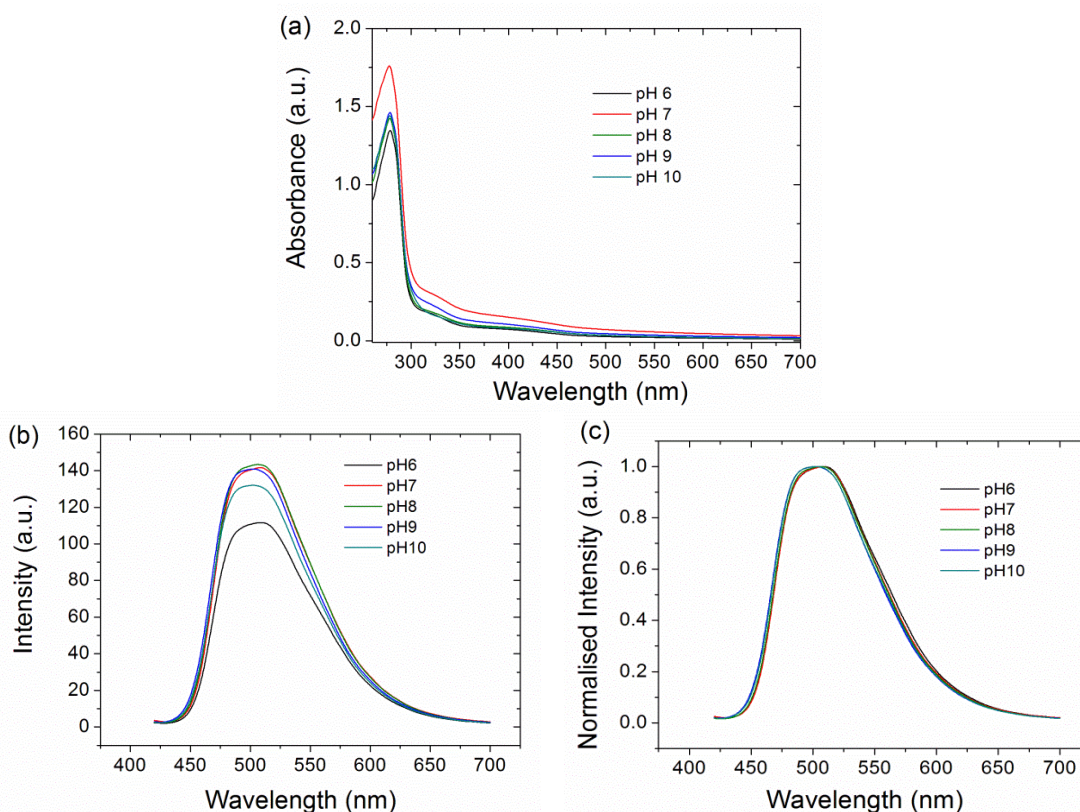 (a)
2.0
1.5
1.0
0.5
0.0
Absorbance (a.u.)
pH 6
pH 7
pH 8
pH 9
pH 10
300 350 400 450 500 550 600 650 700
Wavelength (nm)
(b)
160
140
120
100
80
60
40
20
0
Intensity (a.u.)
pH6
pH7
pH8
pH9
pH10
400 450 500 550 600 650 700
Wavelength (nm)
(c)
1.0
0.8
0.6
0.4
0.2
0.0
Normalised Intensity (a.u.)
pH6
pH7
pH8
pH9
pH10
400 450 500 550 600 650 700
Wavelength (nm)